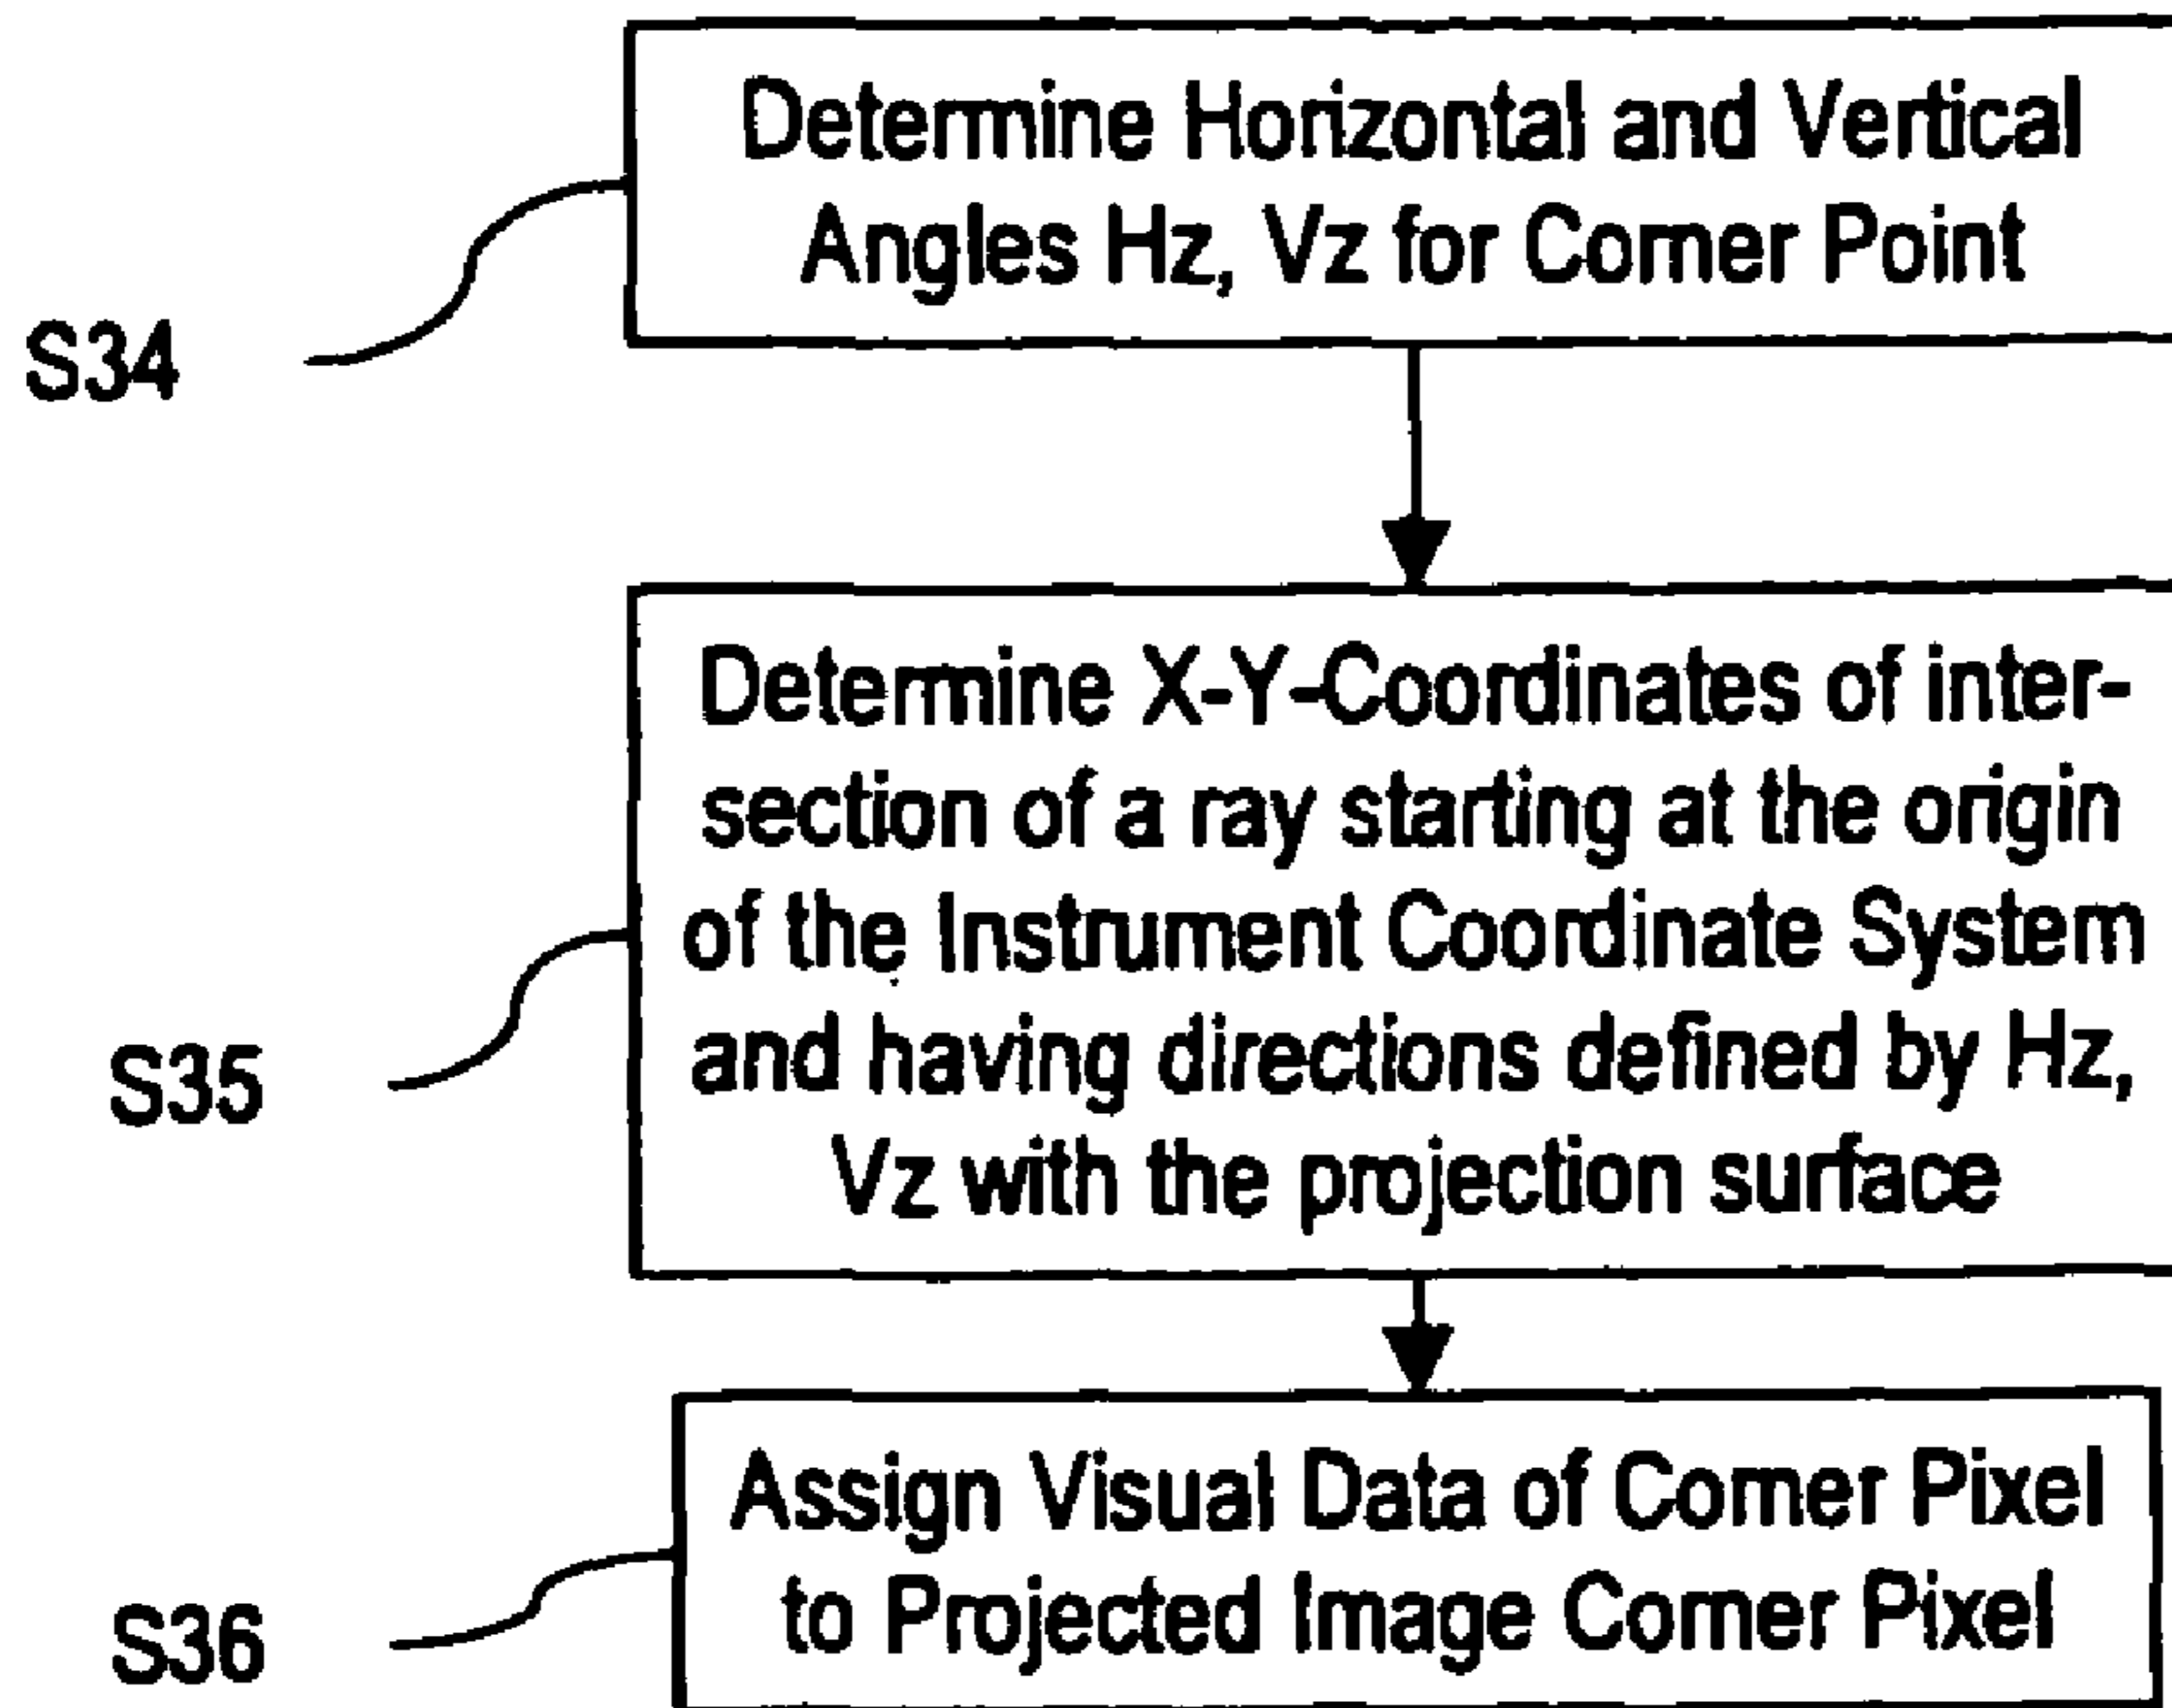 Determine Horizontal and Vertical
Angles Hz, Vz for Corner Point
S34
Determine X-Y-Coordinates of inter-
section of a ray starting at the origin
of the Instrument Coordinate System
and having directions defined by Hz,
Vz with the projection surface
S35
Assign Visual Data of Corner Pixel
to Projected Image Corner Pixel
S36